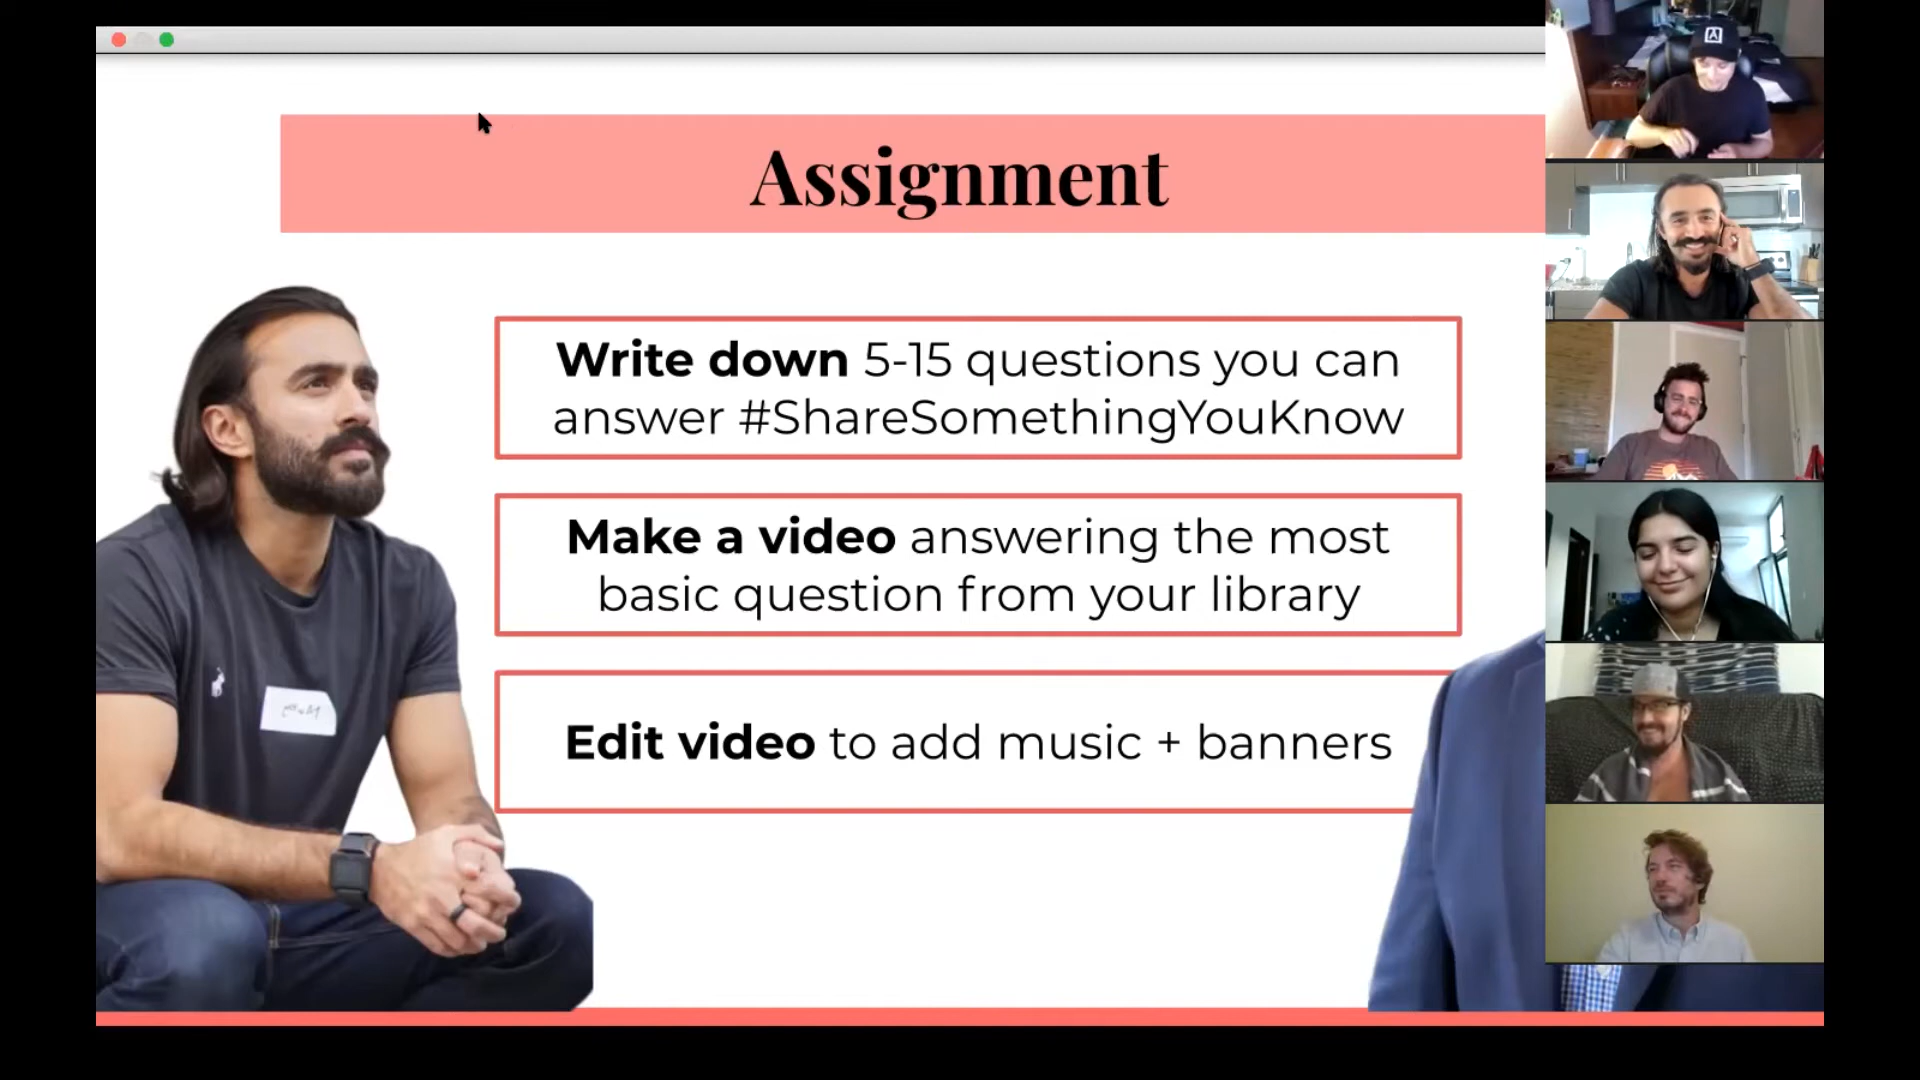 Assignment
Write down 5-15 questions you can
answer #ShareSomethingYouKnow
Make a video answering the most
basic question from your library
Edit video to add music + banners